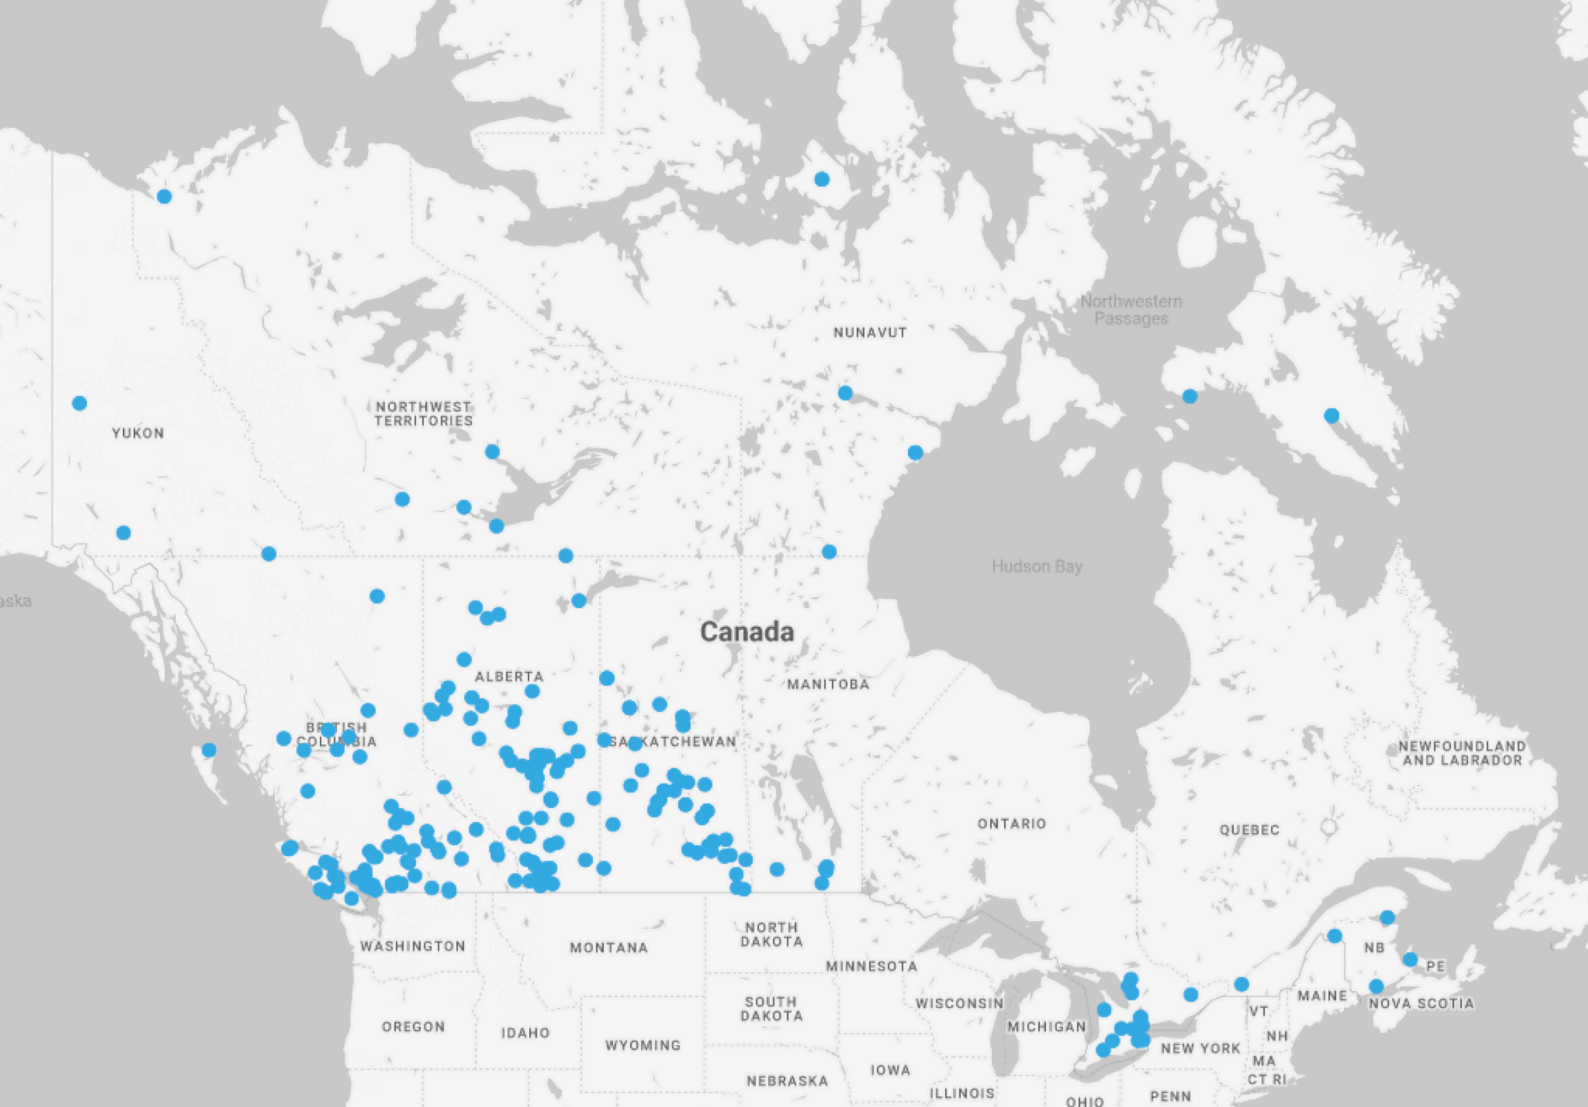 Northwestern
Passages
NUNAVUT
NORTHWEST
TERRITORIES
YUKON
Hudson Bay
aska
Canada
ALBERTA
MANITOBA
BRITISH
COLUMBIA
SASKATCHEWAN
NEWFOUNDLAND
AND LABRADOR
ONTARIO
QUEBEC
WASHINGTON
MONTANA
NORTH
DAKOTA
MINNESOTA
NB
PE
MAINE
NOVA SCOTIA
WISCONSIN
SOUTH
DAKOTA
VT
OREGON
IDAHO
MICHIGAN
NH
WYOMING
NEW YORK
MA
IOWA
NEBRASKA
CT RI
ILLINOIS
OHIO
PENN